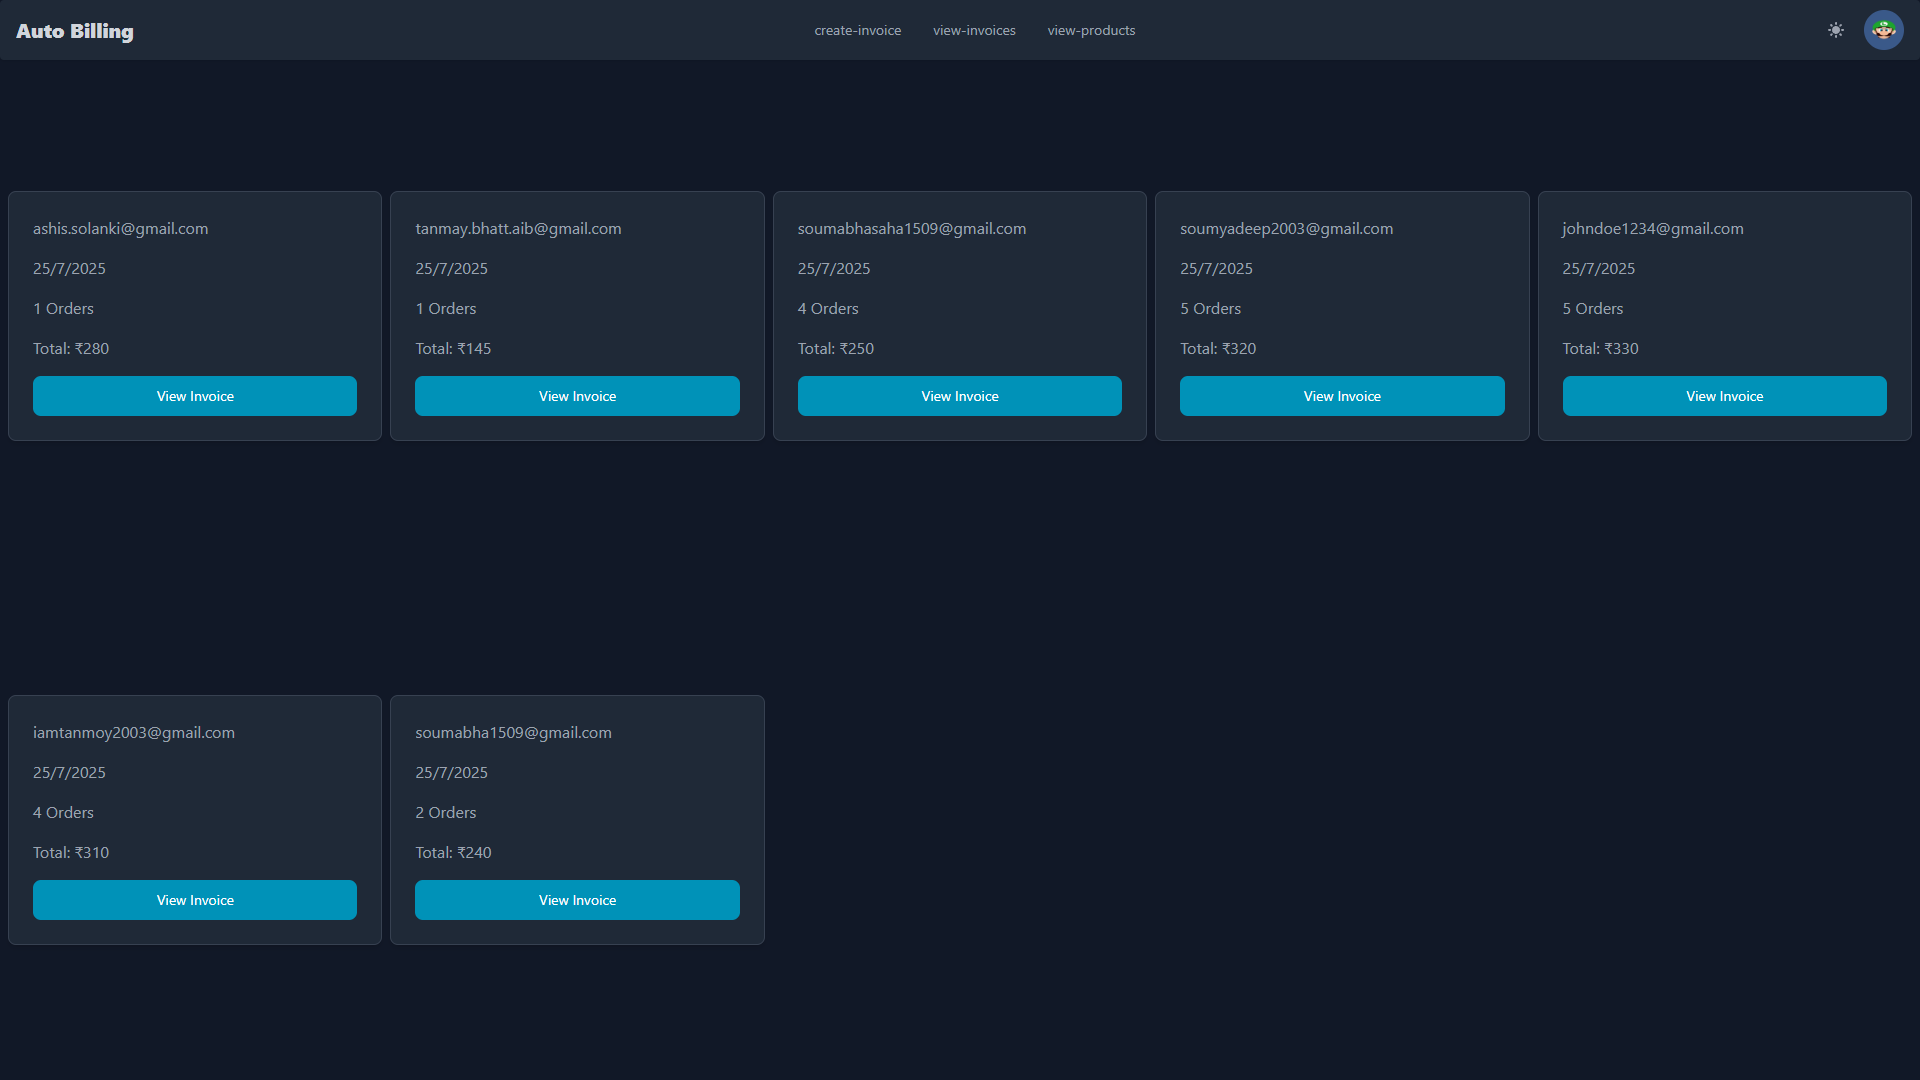 Auto Billing
create-invoice
view-invoices
view-products
ashis.solanki@gmail.com
25/7/2025
1 Orders
Total: ₹280
View Invoice
tanmay.bhatt.aib@gmail.com
25/7/2025
1 Orders
Total: ₹145
View Invoice
soumabhasaha1509@gmail.com
25/7/2025
4 Orders
Total: ₹250
View Invoice
soumyadeep2003@gmail.com
25/7/2025
5 Orders
Total: ₹320
View Invoice
johndoe1234@gmail.com
25/7/2025
5 Orders
Total: ₹330
View Invoice
iamtanmoy2003@gmail.com
25/7/2025
4 Orders
Total: ₹310
View Invoice
soumabha1509@gmail.com
25/7/2025
2 Orders
Total: ₹240
View Invoice